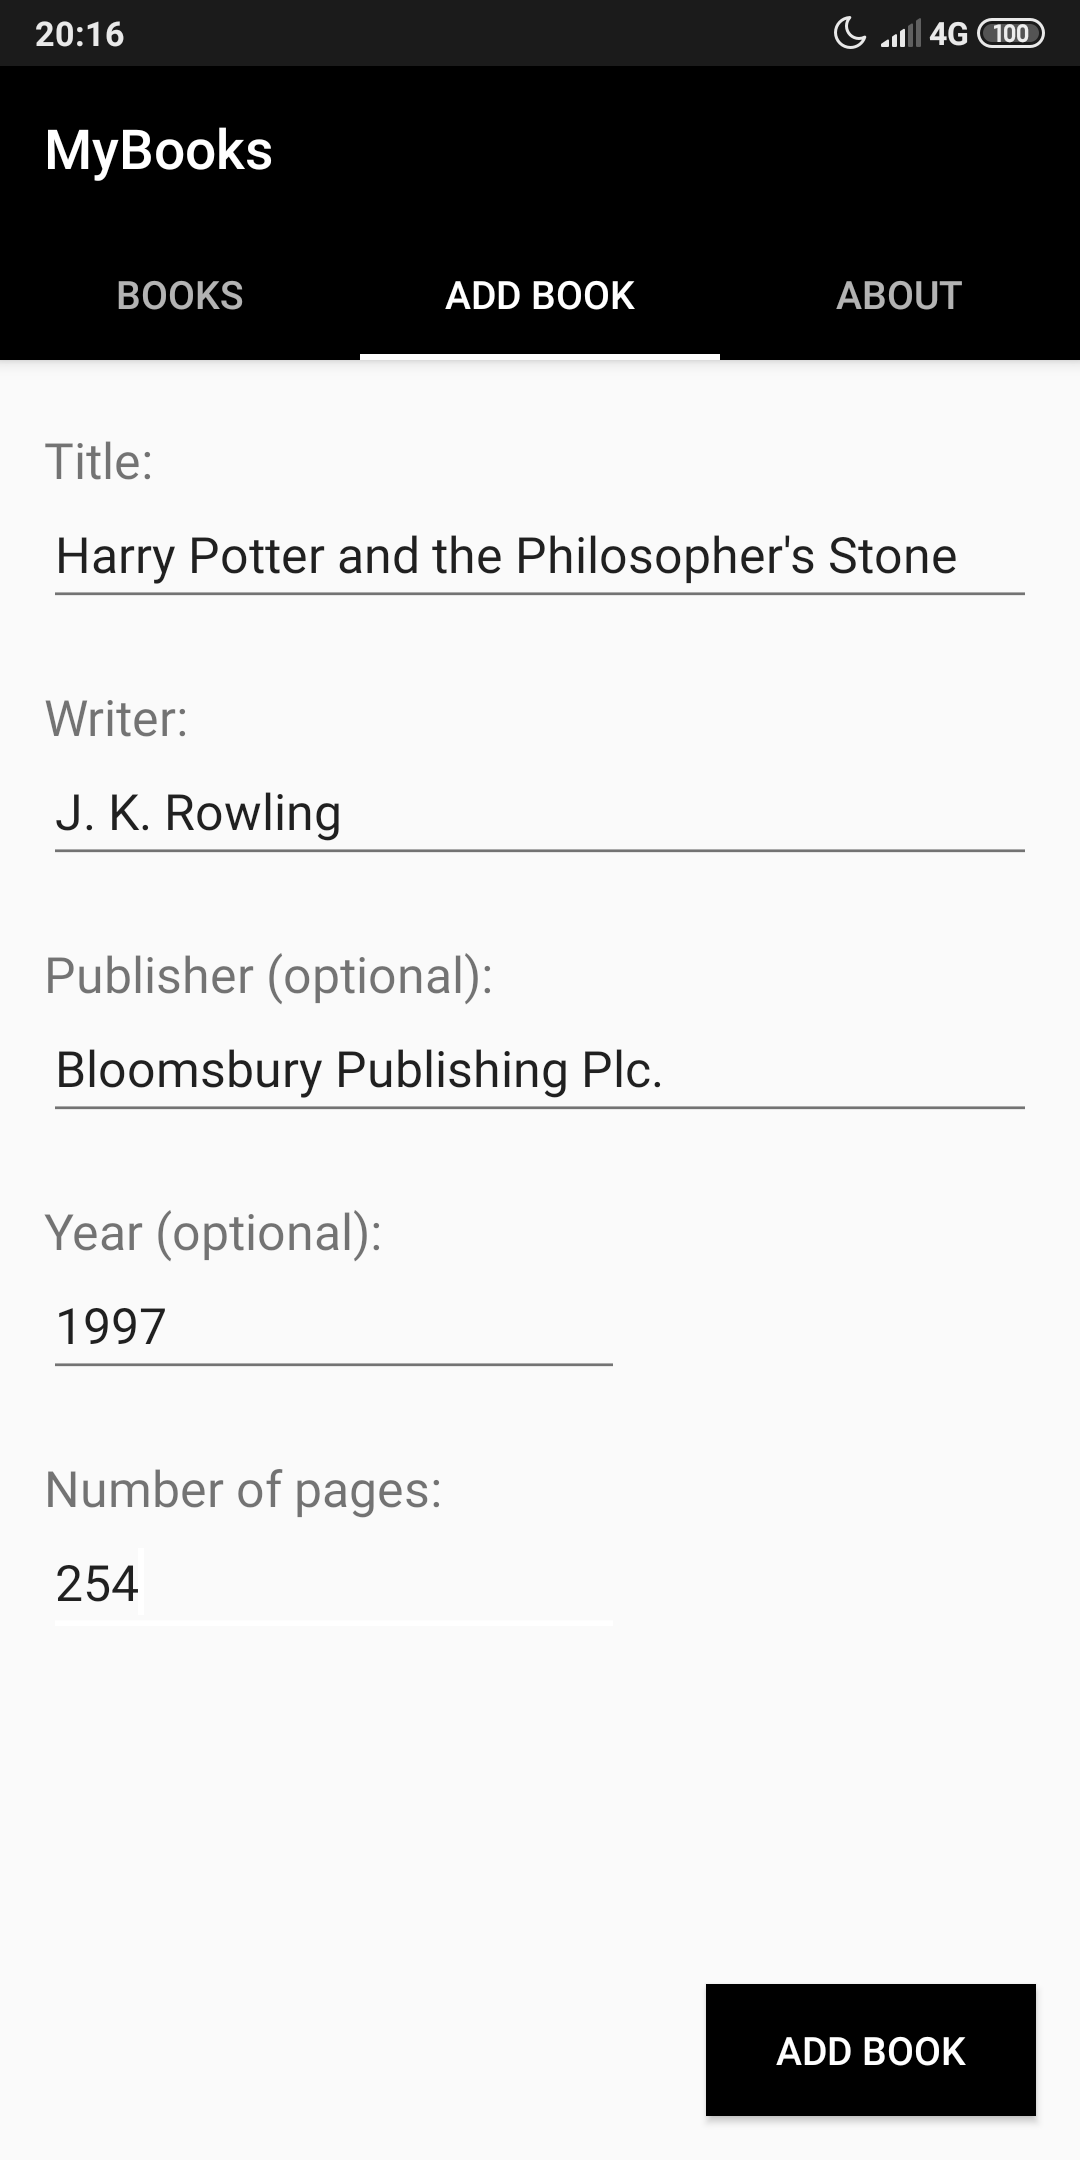 20:16 4G 100
MyBooks
BOOKS ADD BOOK ABOUT
Title:
Harry Potter and the Philosopher's Stone
Writer:
J. K. Rowling
Publisher (optional):
Bloomsbury Publishing Plc.
Year (optional):
1997
Number of pages:
254
ADD BOOK